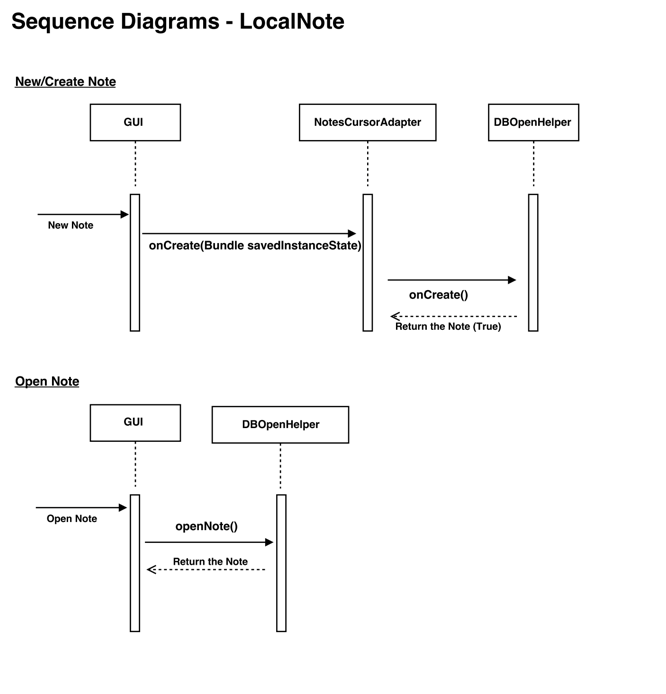 Sequence Diagrams - LocalNote
New/Create Note
GUI
NotesCursorAdapter
DBOpenHelper
New Note
onCreate(Bundle savedInstanceState)
onCreate()
Return the Note (True)
Open Note
GUI
DBOpenHelper
Open Note
openNote()
Return the Note